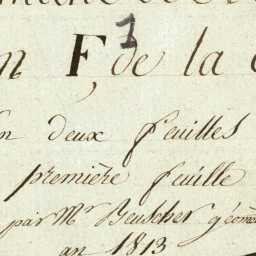 1
n F, de la
n deux feuilles
première feuille
par Mr Beuscher géom
an 1813